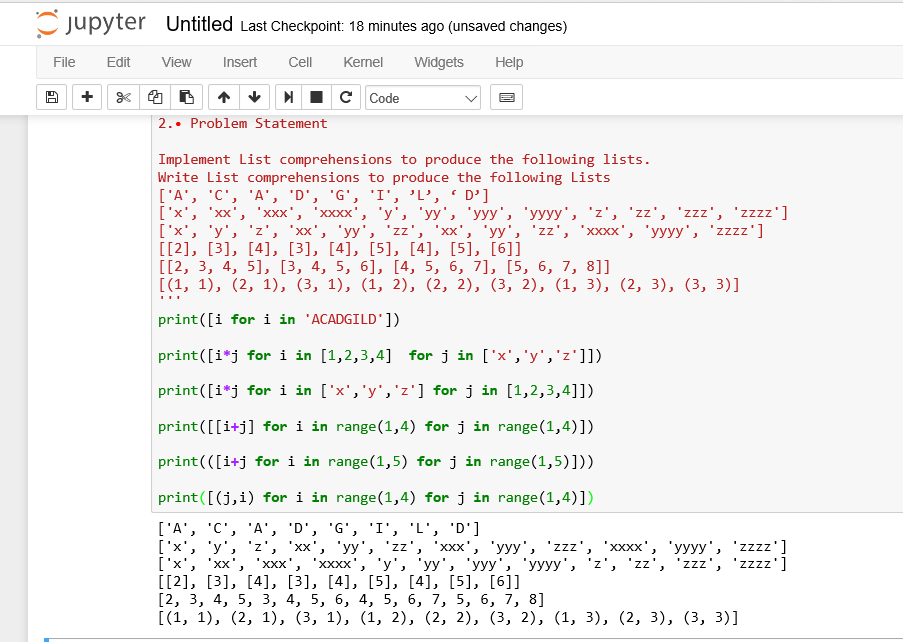 jupyter Untitled Last Checkpoint: 18 minutes ago (unsaved changes)
File Edit View Insert Cell Kernel Widgets Help
Code
2.• Problem Statement
Implement List comprehensions to produce the following lists.
Write List comprehensions to produce the following Lists
['A', 'C', 'A', 'D', 'G', 'I', ’L’, ‘ D’]
['x', 'xx', 'xxx', 'xxxx', 'y', 'yy', 'yyy', 'yyyy', 'z', 'zz', 'zzz', 'zzzz']
['x', 'y', 'z', 'xx', 'yy', 'zz', 'xx', 'yy', 'zz', 'xxxx', 'yyyy', 'zzzz']
[[2], [3], [4], [3], [4], [5], [4], [5], [6]]
[[2, 3, 4, 5], [3, 4, 5, 6], [4, 5, 6, 7], [5, 6, 7, 8]]
[(1, 1), (2, 1), (3, 1), (1, 2), (2, 2), (3, 2), (1, 3), (2, 3), (3, 3)]
'''
print([i for i in 'ACADGILD'])
print([i*j for i in [1,2,3,4]  for j in ['x','y','z']])
print([i*j for i in ['x','y','z'] for j in [1,2,3,4]])
print([[i+j] for i in range(1,4) for j in range(1,4)])
print(([i+j for i in range(1,5) for j in range(1,5)]))
print([(j,i) for i in range(1,4) for j in range(1,4)])
['A', 'C', 'A', 'D', 'G', 'I', 'L', 'D']
['x', 'y', 'z', 'xx', 'yy', 'zz', 'xxx', 'yyy', 'zzz', 'xxxx', 'yyyy', 'zzzz']
['x', 'xx', 'xxx', 'xxxx', 'y', 'yy', 'yyy', 'yyyy', 'z', 'zz', 'zzz', 'zzzz']
[[2], [3], [4], [3], [4], [5], [4], [5], [6]]
[2, 3, 4, 5, 3, 4, 5, 6, 4, 5, 6, 7, 5, 6, 7, 8]
[(1, 1), (2, 1), (3, 1), (1, 2), (2, 2), (3, 2), (1, 3), (2, 3), (3, 3)]